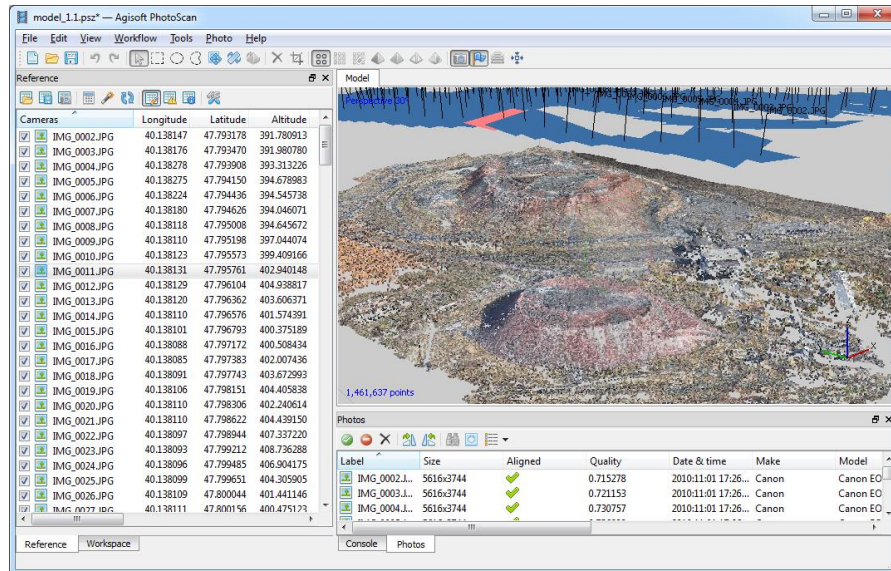 model_1.1.psz* — Agisoft PhotoScan
File Edit View Workflow Tools Photo Help
Reference
Model
Perspective 30°
Cameras Longitude Latitude Altitude
IMG_0002.JPG 40.138147 47.793178 391.780913
IMG_0003.JPG 40.138176 47.793470 391.980780
IMG_0004.JPG 40.138278 47.793908 393.313226
IMG_0005.JPG 40.138275 47.794150 394.678983
IMG_0006.JPG 40.138224 47.794436 394.545738
IMG_0007.JPG 40.138180 47.794626 394.046071
IMG_0008.JPG 40.138118 47.795008 394.645672
IMG_0009.JPG 40.138110 47.795198 397.044074
IMG_0010.JPG 40.138123 47.795573 399.409166
IMG_0011.JPG 40.138131 47.795761 402.940148
IMG_0012.JPG 40.138129 47.796104 404.938817
IMG_0013.JPG 40.138120 47.796362 403.606371
IMG_0014.JPG 40.138110 47.796576 401.574391
IMG_0015.JPG 40.138101 47.796793 400.375189
IMG_0016.JPG 40.138088 47.797172 400.508434
IMG_0017.JPG 40.138085 47.797383 402.007436
IMG_0018.JPG 40.138091 47.797743 403.672993
IMG_0019.JPG 40.138106 47.798151 404.405838
IMG_0020.JPG 40.138110 47.798306 402.240614
IMG_0021.JPG 40.138110 47.798622 404.439150
IMG_0022.JPG 40.138097 47.798944 407.337220
IMG_0023.JPG 40.138093 47.799212 408.736288
IMG_0024.JPG 40.138096 47.799485 406.904175
IMG_0025.JPG 40.138099 47.799651 404.305905
IMG_0026.JPG 40.138109 47.800044 401.441146
IMG_0027.JPG 40.138111 47.800156 400.475123
Reference Workspace
X
1,461,637 points
Photos
Label Size Aligned Quality Date & time Make Model
IMG_0002.J... 5616x3744 0.715278 2010:11:01 17:26... Canon Canon EO
IMG_0003.J... 5616x3744 0.721153 2010:11:01 17:26... Canon Canon EO
IMG_0004.J... 5616x3744 0.730757 2010:11:01 17:26... Canon Canon EO
Console Photos